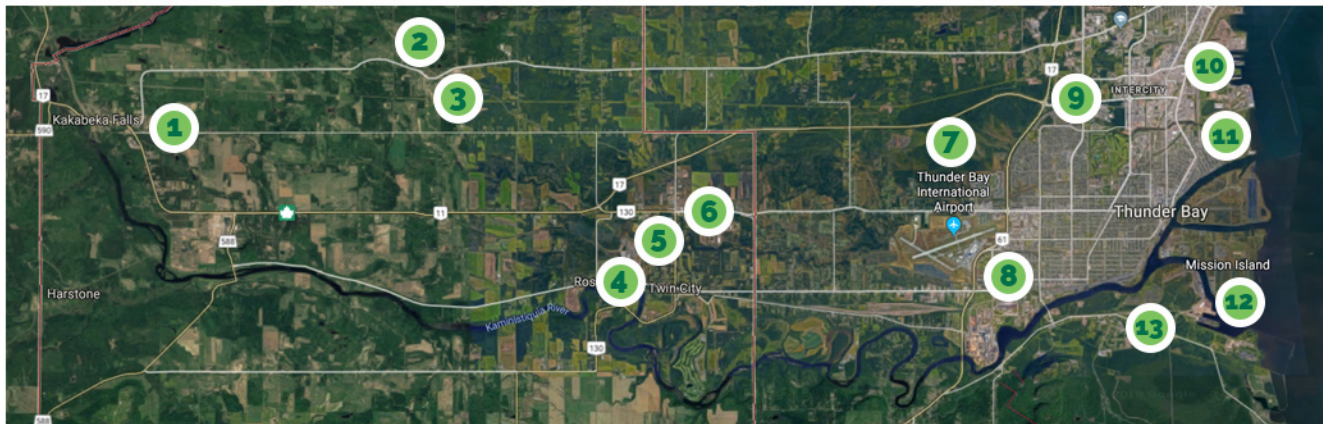 2
3
17
590
Kakabeka Falls
1
17
9
INTERCITY
10
11
7
Thunder Bay
International
Airport
17
130
6
11
588
5
4
Ros
Twin City
Kaministiquia River
Harstone
130
588
61
8
Thunder Bay
Mission Island
12
13